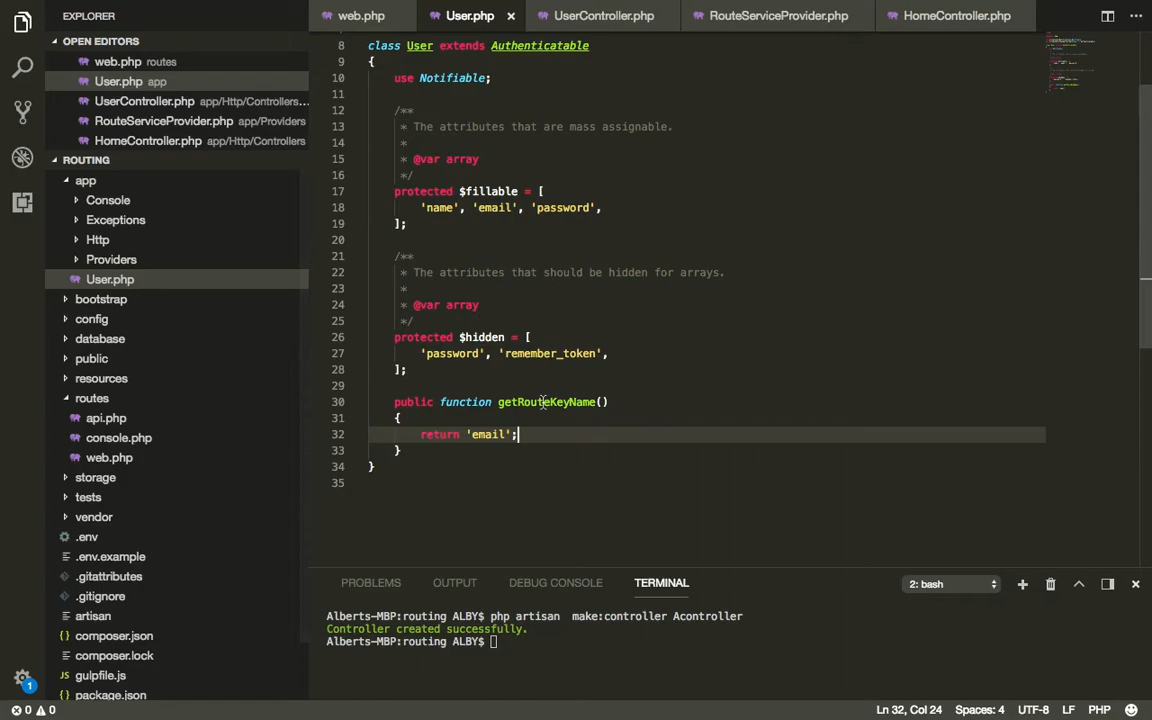 EXPLORER
web.php
User.php
UserController.php
RouteServiceProvider.php
HomeController.php
OPEN EDITORS
web.php routes
User.php app
UserController.php app/Http/Controllers...
RouteServiceProvider.php app/Providers
HomeController.php app/Http/Controllers
ROUTING
app
Console
Exceptions
Http
Providers
User.php
bootstrap
config
database
public
resources
routes
api.php
console.php
web.php
storage
tests
vendor
.env
.env.example
.gitattributes
.gitignore
artisan
composer.json
composer.lock
JS gulpfile.js
{} package.json
1
8 class User extends Authenticatable
9 {
10 use Notifiable;
11
12 /**
13 * The attributes that are mass assignable.
14 *
15 * @var array
16 */
17 protected $fillable = [
18 'name', 'email', 'password',
19 ];
20
21 /**
22 * The attributes that should be hidden for arrays.
23 *
24 * @var array
25 */
26 protected $hidden = [
27 'password', 'remember_token',
28 ];
29
30 public function getRouteKeyName()
31 {
32 return 'email';
33 }
34 }
35
PROBLEMS OUTPUT DEBUG CONSOLE TERMINAL 2: bash
Alberts-MBP:routing ALBY$ php artisan make:controller Acontroller
Controller created successfully.
Alberts-MBP:routing ALBY$
0 0 Ln 32, Col 24 Spaces: 4 UTF-8 LF PHP